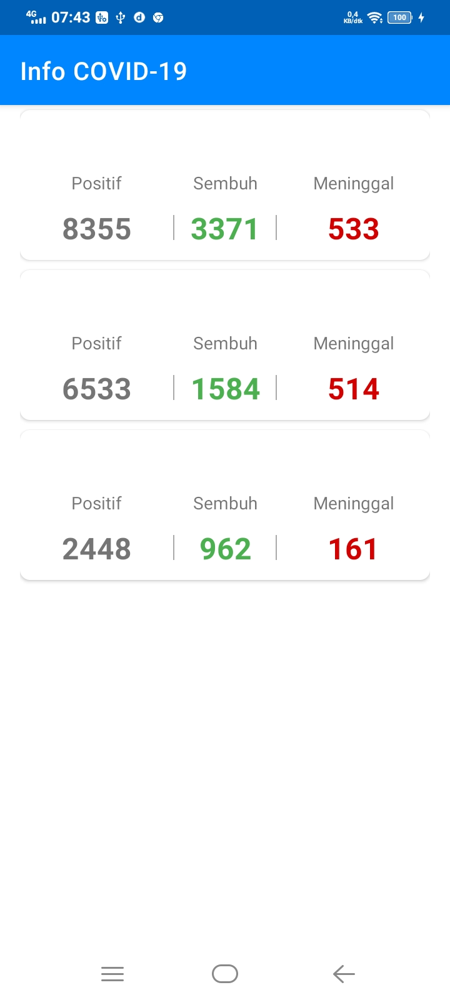 4G 07:43 0,4 KB/dtk 100
Info COVID-19
Positif Sembuh Meninggal
8355 3371 533
Positif Sembuh Meninggal
6533 1584 514
Positif Sembuh Meninggal
2448 962 161